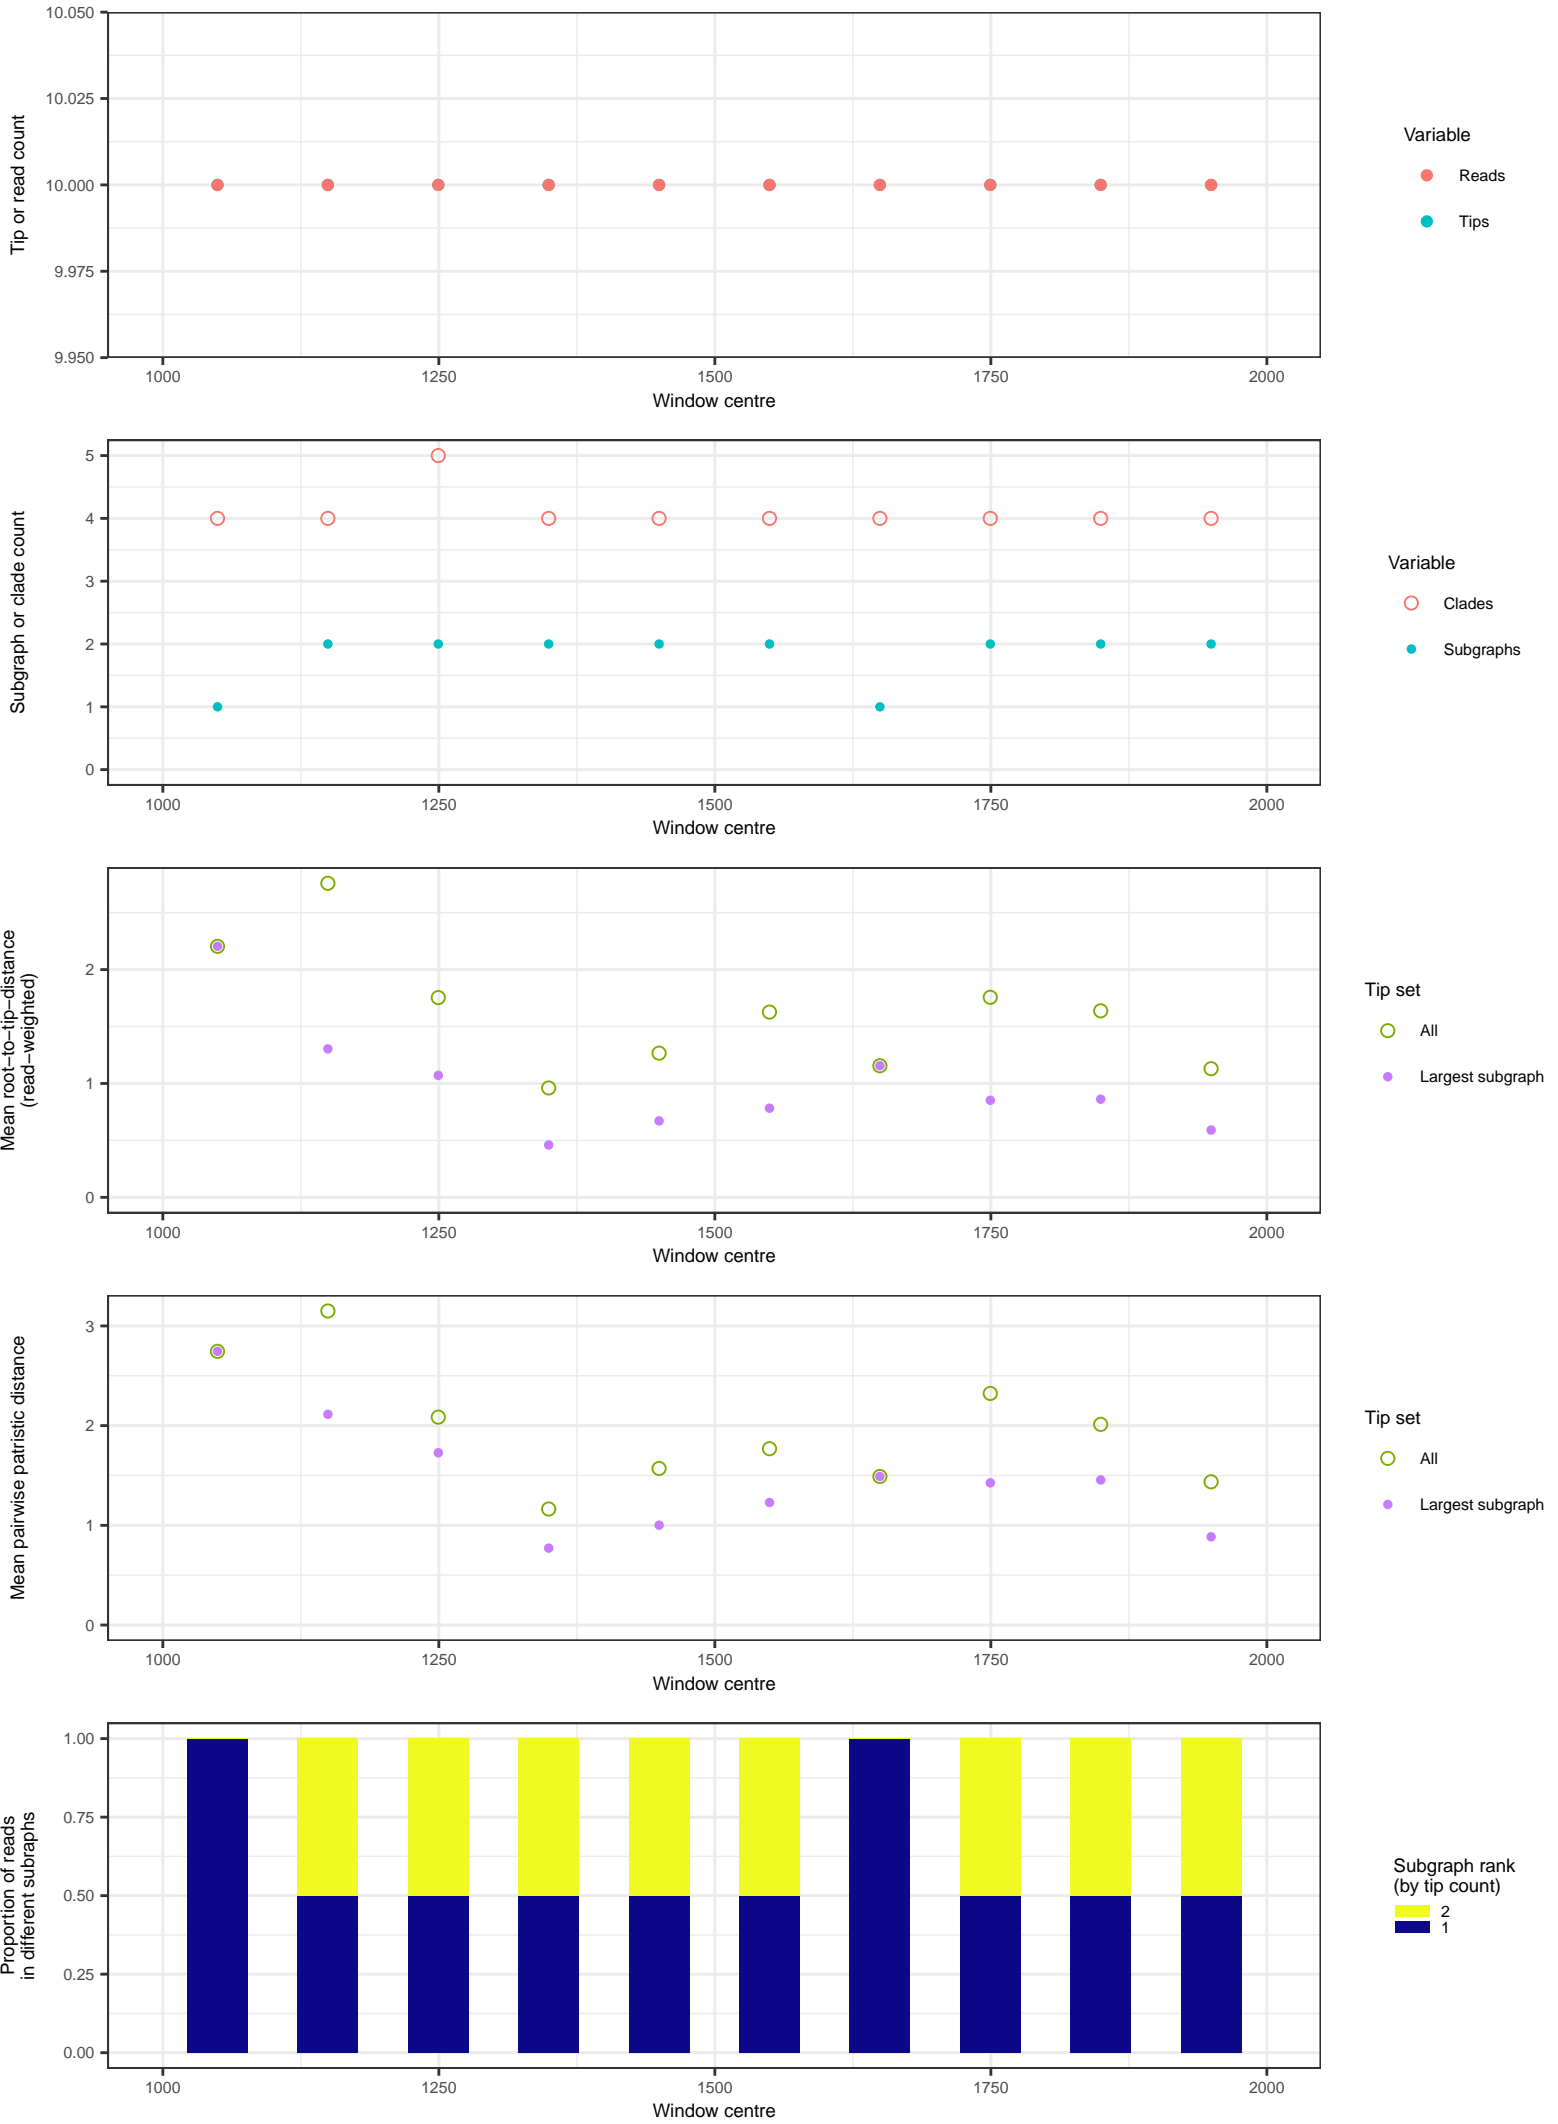 10.050
10.025
10.000
9.975
9.950
Tip or read count
1000 1250 1500 1750 2000
Window centre
Variable
Reads
Tips
5
4
3
2
1
0
Subgraph or clade count
1000 1250 1500 1750 2000
Window centre
Variable
Clades
Subgraphs
2
1
0
Mean root−to−tip−distance
(read−weighted)
1000 1250 1500 1750 2000
Window centre
Tip set
All
Largest subgraph
3
2
1
0
Mean pairwise patristic distance
1000 1250 1500 1750 2000
Window centre
Tip set
All
Largest subgraph
1.00
0.75
0.50
0.25
0.00
Proportion of reads
in different subraphs
1000 1250 1500 1750 2000
Window centre
Subgraph rank
(by tip count)
2
1